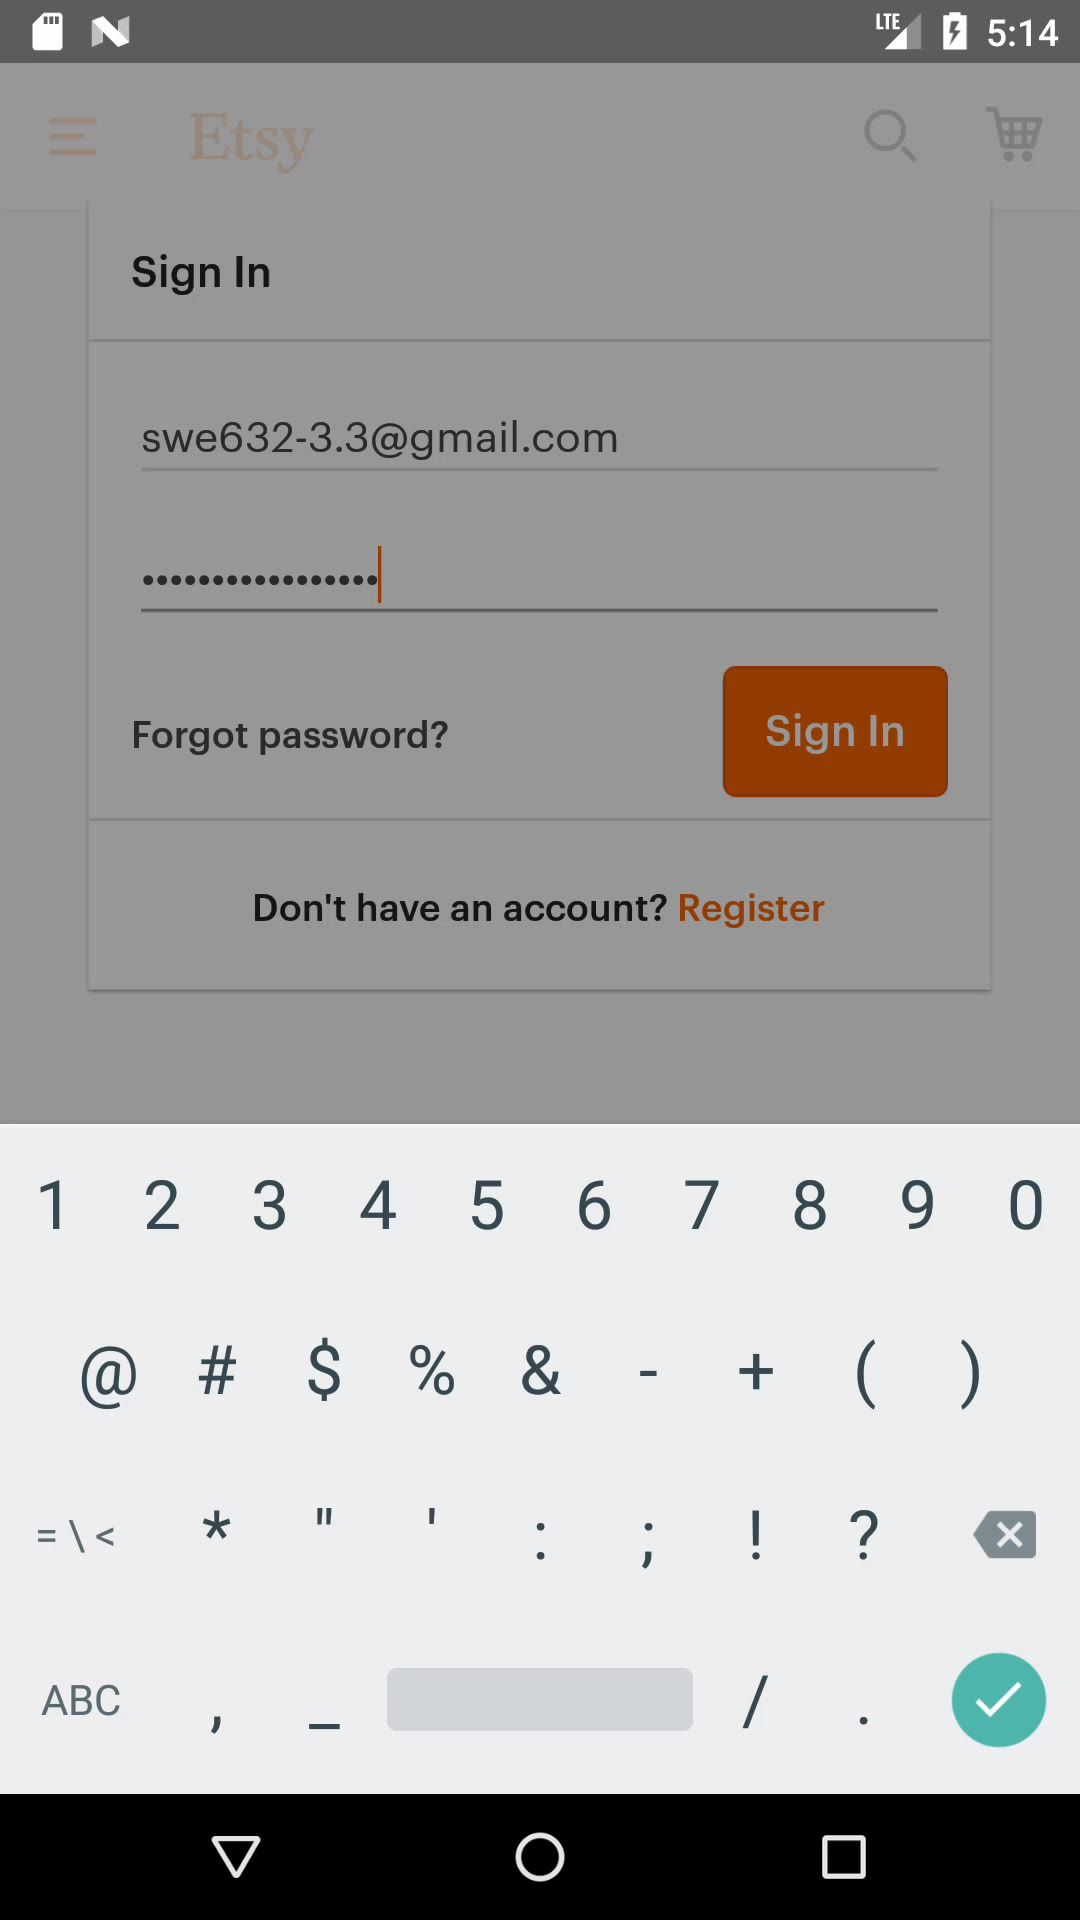 LTE 5:14
Etsy
Sign In
swe632-3.3@gmail.com
•••••••••••••••••
Forgot password? Sign In
Don't have an account? Register
1 2 3 4 5 6 7 8 9 0
@ # $ % & - + ( )
= \ < * " ' : ; ! ?
ABC , _ / .